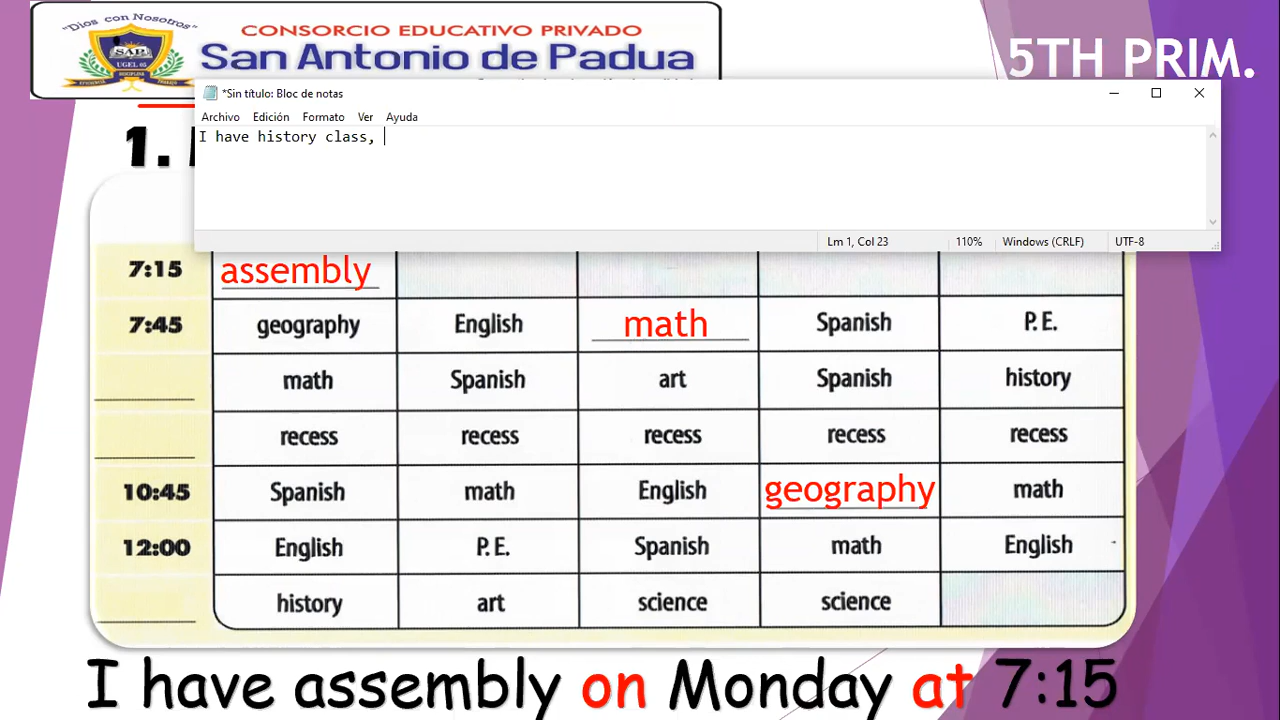 "Dios con Nosotros"
CONSORCIO EDUCATIVO PRIVADO
San Antonio de Padua
SAP
UGEL 05
5TH PRIM.
*Sin título: Bloc de notas
Archivo Edición Formato Ver Ayuda
I have history class,
Lm 1, Col 23 110% Windows (CRLF) UTF-8
1.
7:15 assembly
7:45 geography English math Spanish P.E.
math Spanish art Spanish history
recess recess recess recess recess
10:45 Spanish math English geography math
12:00 English P.E. Spanish math English
history art science science
I have assembly on Monday at 7:15